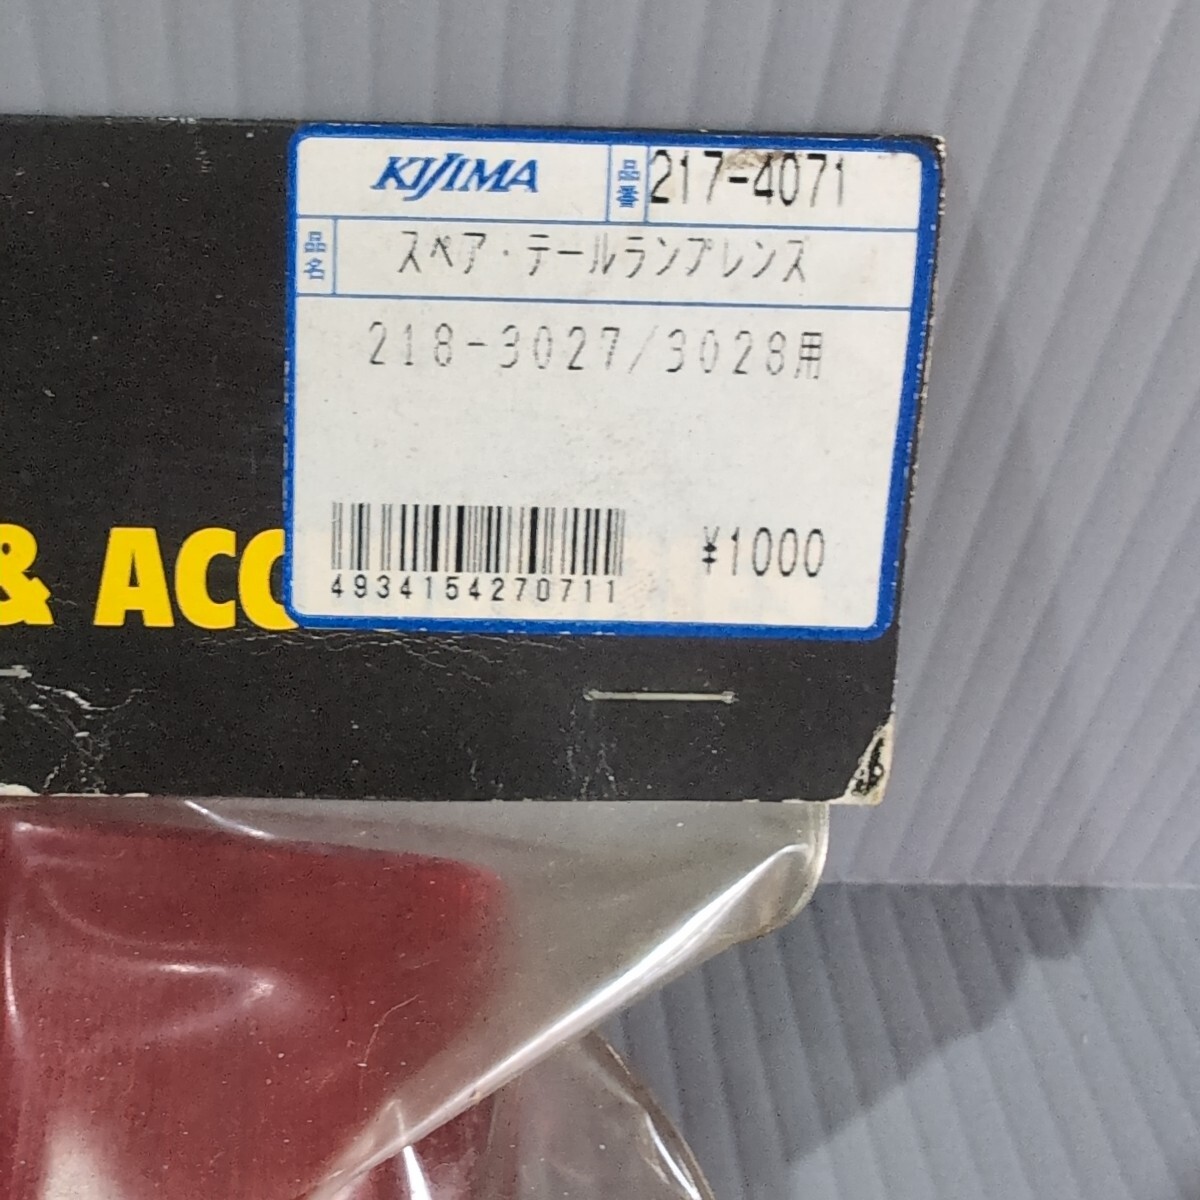 KIJIMA 品番 217-4071
品名 スペア・テールランプレンズ
218-3027/3028用
¥1000
4934154270711
& ACC